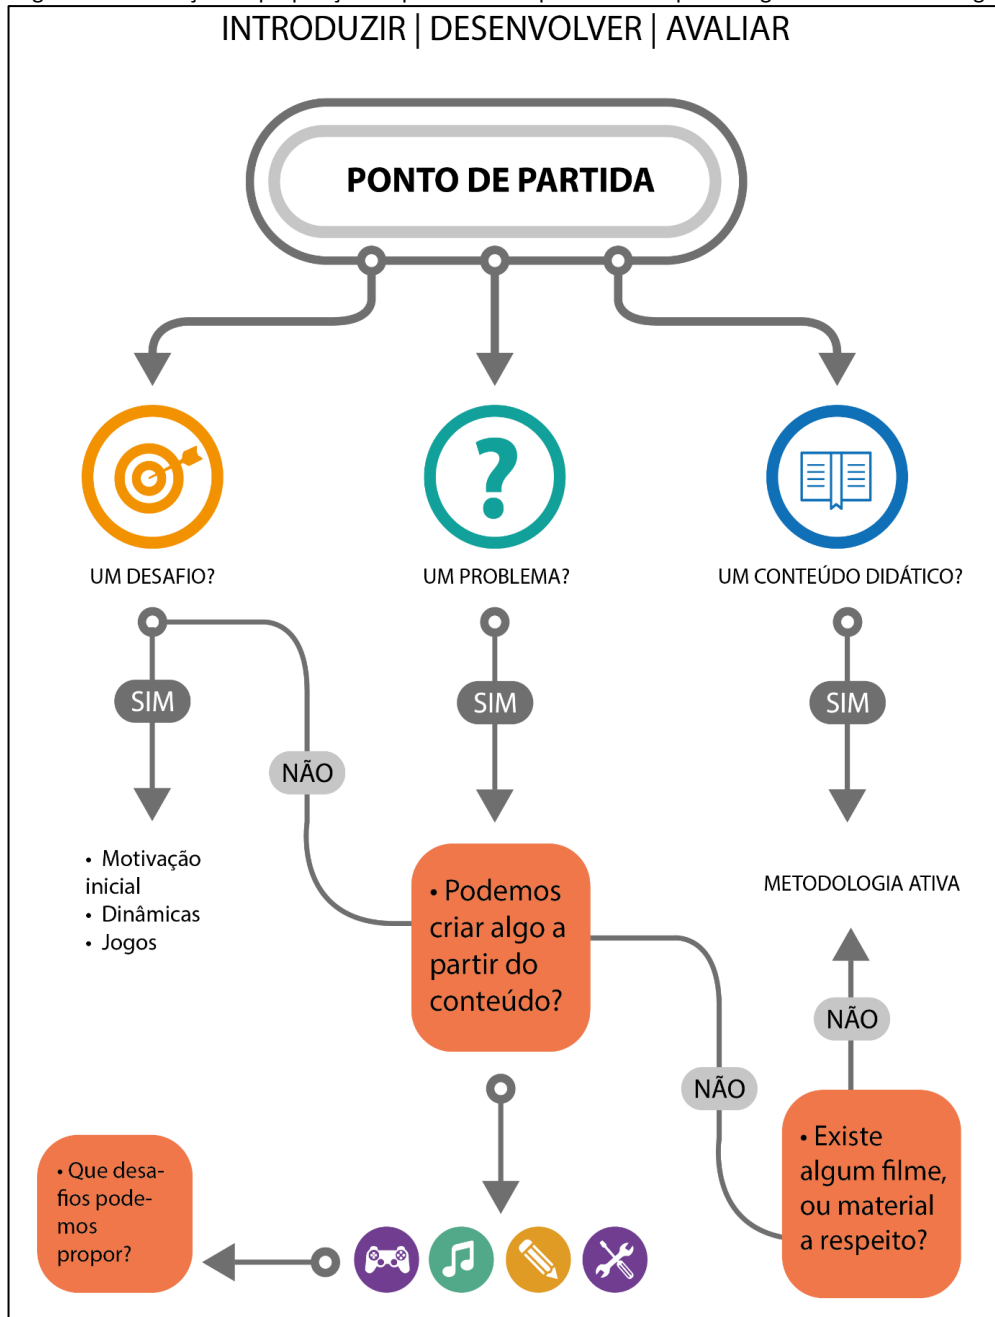 INTRODUZIR | DESENVOLVER | AVALIAR
PONTO DE PARTIDA
UM DESAFIO?
UM PROBLEMA?
UM CONTEÚDO DIDÁTICO?
SIM
SIM
SIM
NÃO
• Motivação
inicial
• Dinâmicas
• Jogos
• Podemos
criar algo a
partir do
conteúdo?
METODOLOGIA ATIVA
NÃO
NÃO
• Existe
algum filme,
ou material
a respeito?
• Que desa-
fios pode-
mos
propor?